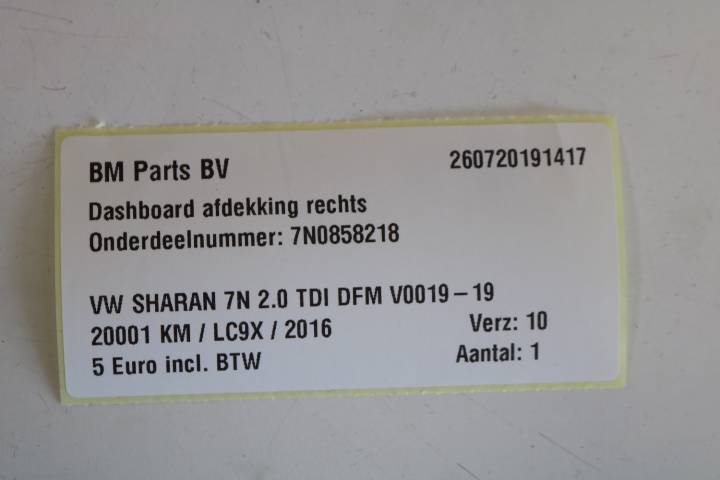 BM Parts BV 260720191417
Dashboard afdekking rechts
Onderdeelnummer: 7N0858218
VW SHARAN 7N 2.0 TDI DFM V0019-19
20001 KM / LC9X / 2016 Verz: 10
5 Euro incl. BTW Aantal: 1